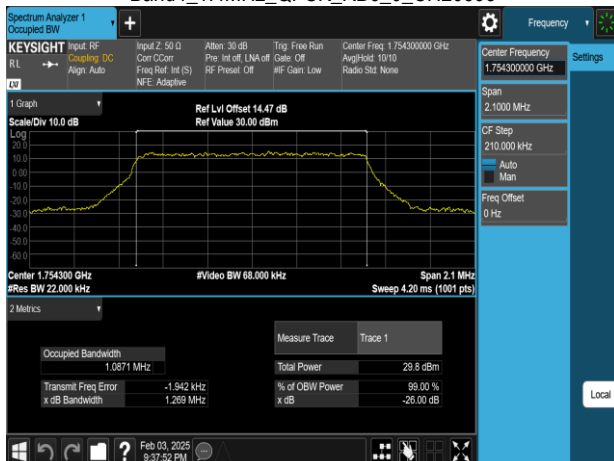 Spectrum Analyzer 1
Occupied BW
Frequency
KEYSIGHT
RL
LXI
Input: RF
Coupling: DC
Align: Auto
Input Z: 50 Ω
Corr CCorr
Freq Ref: Int (S)
NFE: Adaptive
Atten: 30 dB
Pre: Int off, LNA off
RF Presel: Off
Trig: Free Run
Gate: Off
#IF Gain: Low
Center Freq: 1.754300000 GHz
Avg|Hold: 10/10
Radio Std: None
Center Frequency
1.754300000 GHz
Settings
Span
2.1000 MHz
CF Step
210.000 kHz
Auto
Man
Freq Offset
0 Hz
Local
1 Graph
Scale/Div 10.0 dB
Ref Lvl Offset 14.47 dB
Ref Value 30.00 dBm
Log
20.0
10.0
0.00
-10.0
-20.0
-30.0
-40.0
-50.0
-60.0
Center 1.754300 GHz
#Video BW 68.000 kHz
Span 2.1 MHz
#Res BW 22.000 kHz
Sweep 4.20 ms (1001 pts)
2 Metrics
Measure Trace
Trace 1
Occupied Bandwidth
1.0871 MHz
Total Power
29.8 dBm
Transmit Freq Error
-1.942 kHz
% of OBW Power
99.00 %
x dB Bandwidth
1.269 MHz
x dB
-26.00 dB
?
Feb 03, 2025
9:37:52 PM